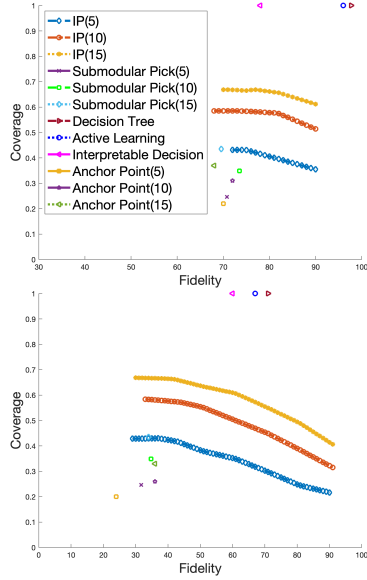 1
0.9
0.8
0.7
0.6
0.5
0.4
0.3
0.2
0.1
0
Coverage
IP(5)
IP(10)
IP(15)
Submodular Pick(5)
Submodular Pick(10)
Submodular Pick(15)
Decision Tree
Active Learning
Interpretable Decision
Anchor Point(5)
Anchor Point(10)
Anchor Point(15)
30 40 50 60 70 80 90 100
Fidelity
1
0.9
0.8
0.7
0.6
0.5
0.4
0.3
0.2
0.1
0
Coverage
0 10 20 30 40 50 60 70 80 90 100
Fidelity